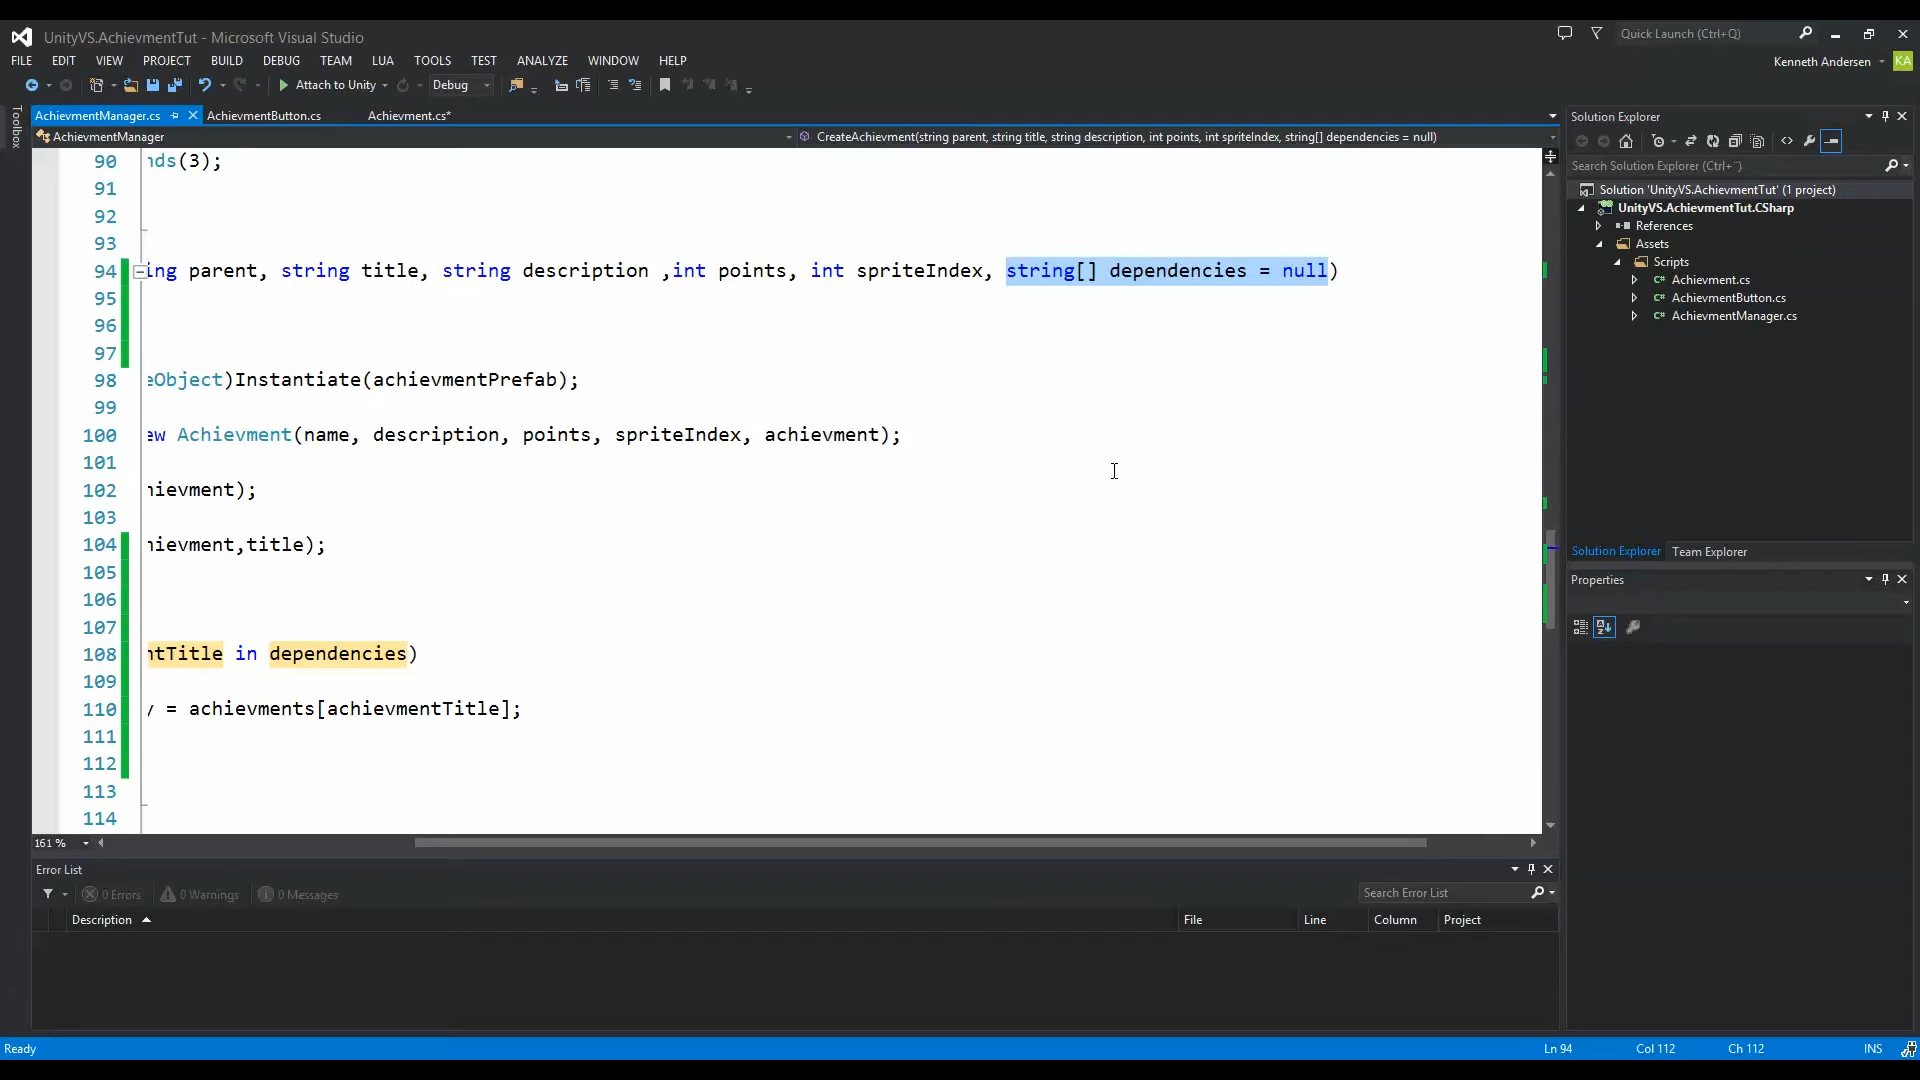 UnityVS.AchievmentTut - Microsoft Visual Studio
Quick Launch (Ctrl+Q)
FILE EDIT VIEW PROJECT BUILD DEBUG TEAM LUA TOOLS TEST ANALYZE WINDOW HELP
Kenneth Andersen KA
Attach to Unity Debug
Toolbox
AchievmentManager.cs AchievmentButton.cs Achievment.cs*
AchievmentManager CreateAchievment(string parent, string title, string description, int points, int spriteIndex, string[] dependencies = null)
90 nds(3);
91
92
93
94 ing parent, string title, string description ,int points, int spriteIndex, string[] dependencies = null)
95
96
97
98 eObject)Instantiate(achievmentPrefab);
99
100 ew Achievment(name, description, points, spriteIndex, achievment);
101
102 hievment);
103
104 hievment,title);
105
106
107
108 ntTitle in dependencies)
109
110 y = achievments[achievmentTitle];
111
112
113
114
161 %
Solution Explorer
Search Solution Explorer (Ctrl+¨)
Solution 'UnityVS.AchievmentTut' (1 project)
UnityVS.AchievmentTut.CSharp
References
Assets
Scripts
C# Achievment.cs
C# AchievmentButton.cs
C# AchievmentManager.cs
Solution Explorer Team Explorer
Properties
Error List
0 Errors 0 Warnings 0 Messages
Search Error List
Description File Line Column Project
Ready Ln 94 Col 112 Ch 112 INS